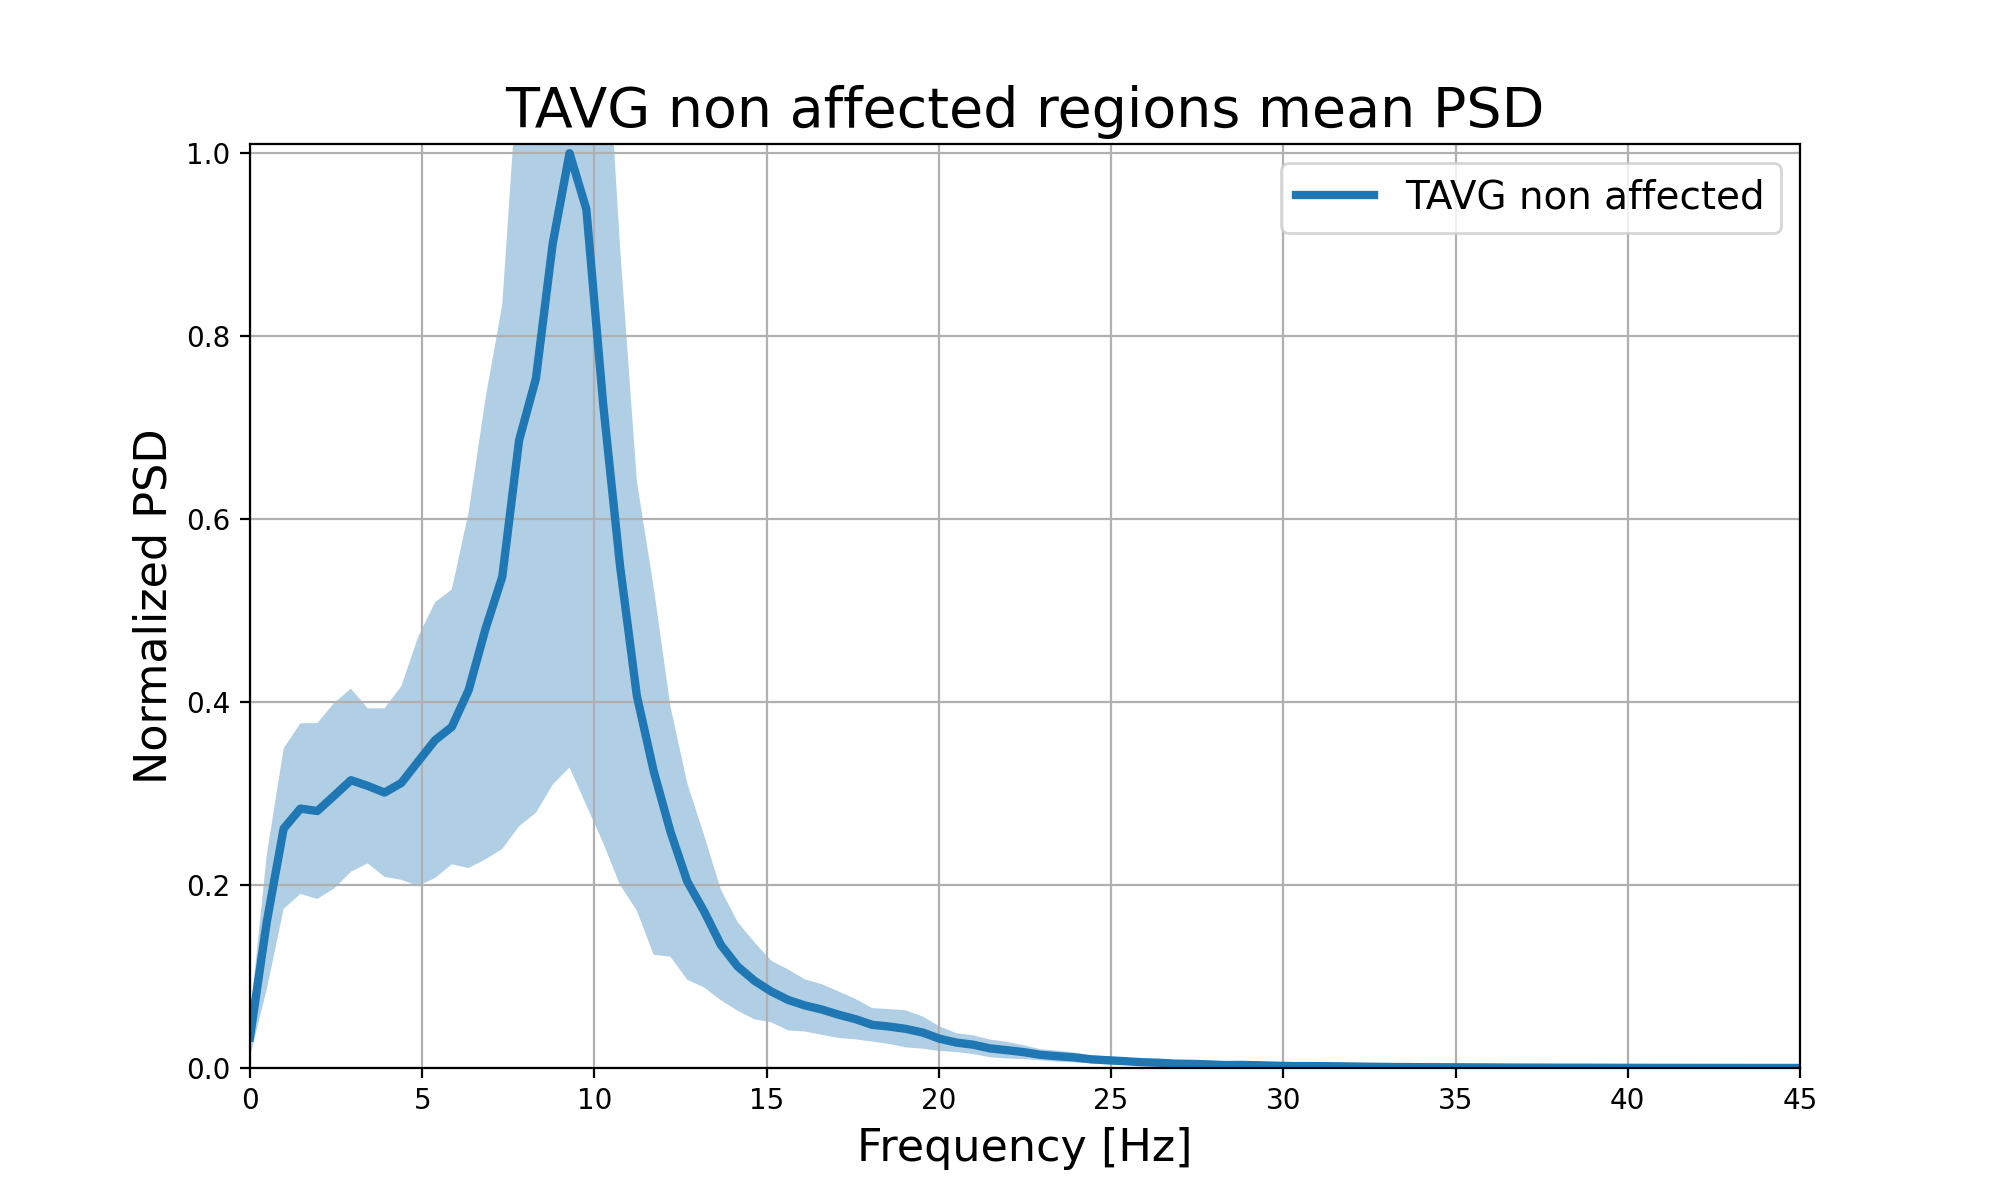 TAVG non affected regions mean PSD
TAVG non affected
Normalized PSD
1.0
0.8
0.6
0.4
0.2
0.0
0 5 10 15 20 25 30 35 40 45
Frequency [Hz]